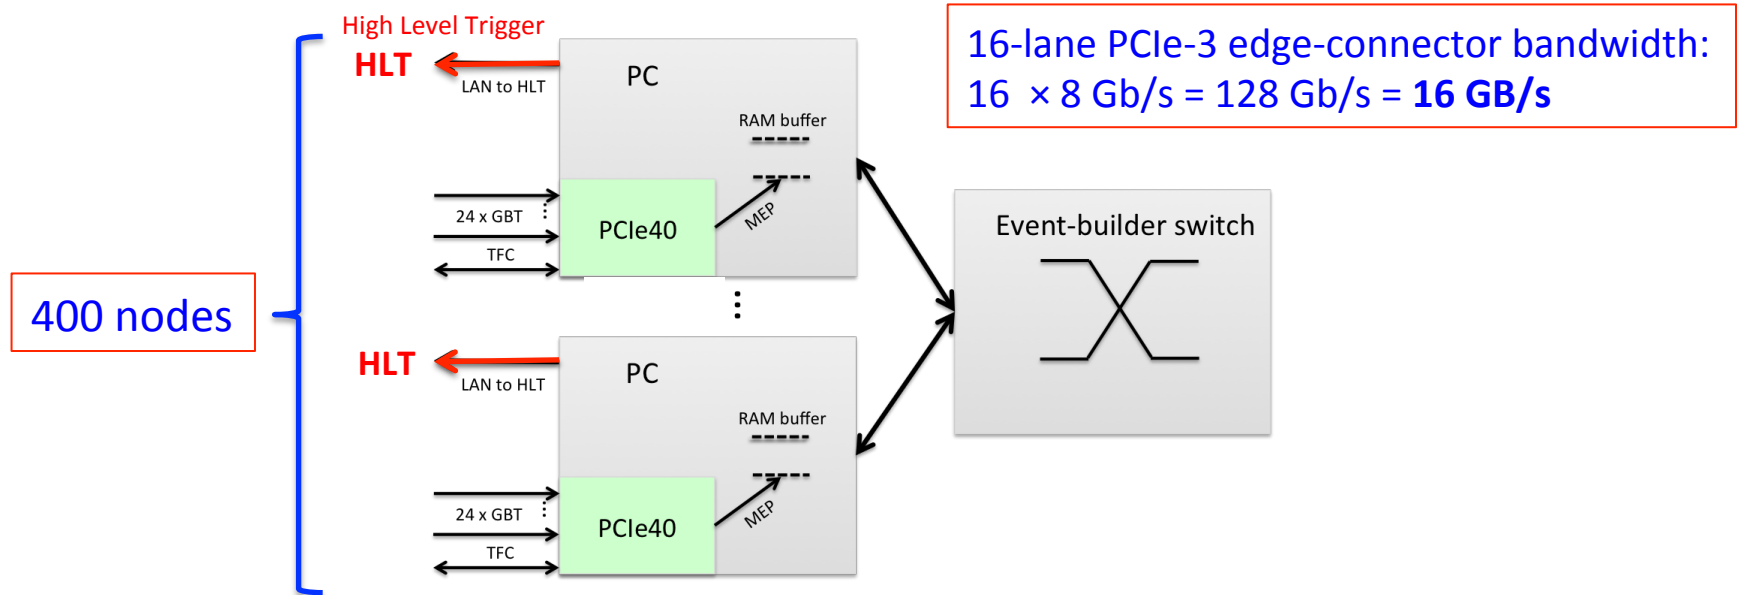 High Level Trigger
HLT
LAN to HLT
PC
RAM buffer
24 x GBT
PCIe40
MEP
TFC
16-lane PCIe-3 edge-connector bandwidth:
16 × 8 Gb/s = 128 Gb/s = 16 GB/s
Event-builder switch
400 nodes
HLT
LAN to HLT
PC
RAM buffer
24 x GBT
PCIe40
MEP
TFC